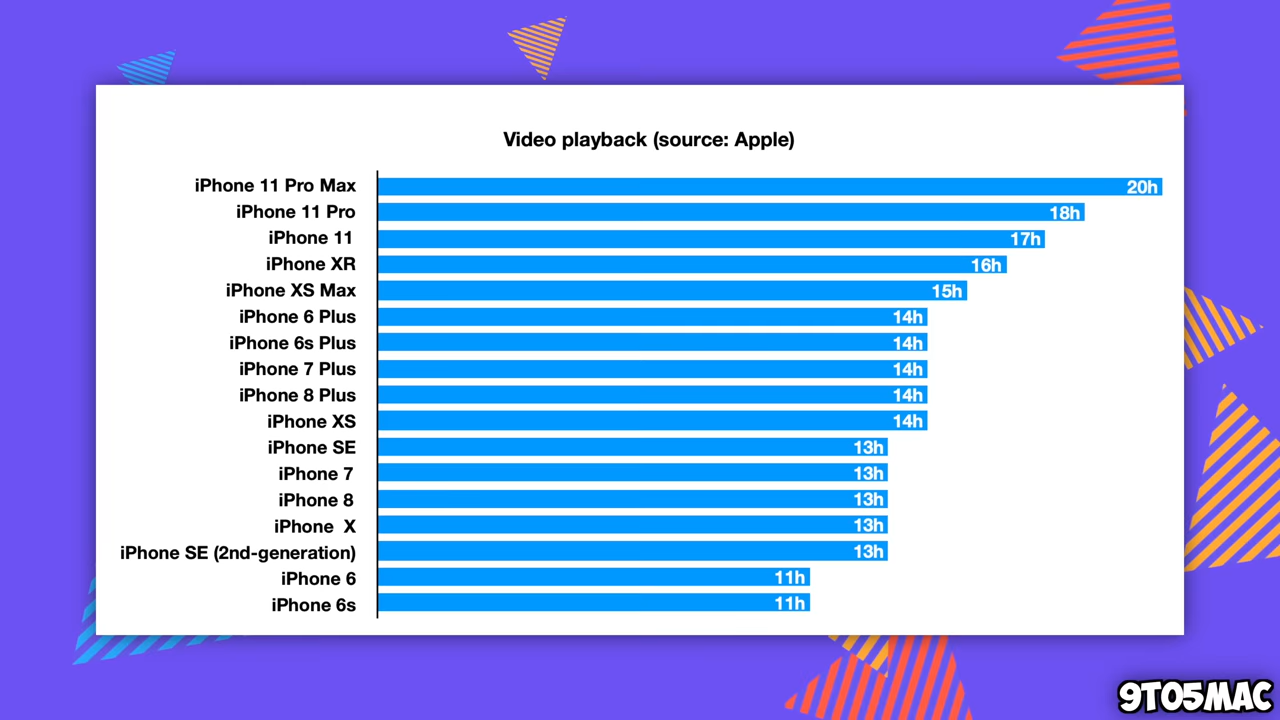 Video playback (source: Apple)
iPhone 11 Pro Max 20h
iPhone 11 Pro 18h
iPhone 11 17h
iPhone XR 16h
iPhone XS Max 15h
iPhone 6 Plus 14h
iPhone 6s Plus 14h
iPhone 7 Plus 14h
iPhone 8 Plus 14h
iPhone XS 14h
iPhone SE 13h
iPhone 7 13h
iPhone 8 13h
iPhone X 13h
iPhone SE (2nd-generation) 13h
iPhone 6 11h
iPhone 6s 11h
9TO5MAC